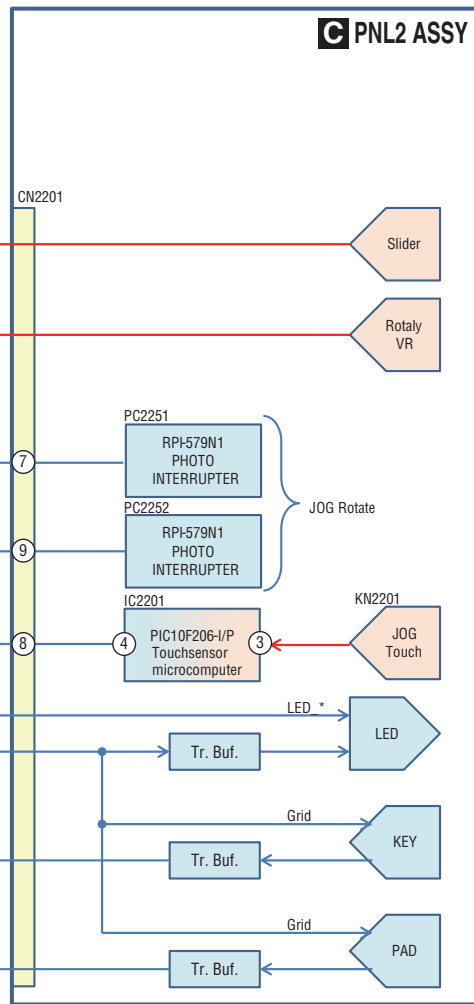 C PNL2 ASSY
CN2201
Slider
Rotaly
VR
PC2251
RPI-579N1
PHOTO
INTERRUPTER
7
PC2252
RPI-579N1
PHOTO
INTERRUPTER
9
JOG Rotate
IC2201
PIC10F206-I/P
Touchsensor
microcomputer
8
4
3
KN2201
JOG
Touch
LED_*
LED
Tr. Buf.
Grid
KEY
Tr. Buf.
Grid
PAD
Tr. Buf.